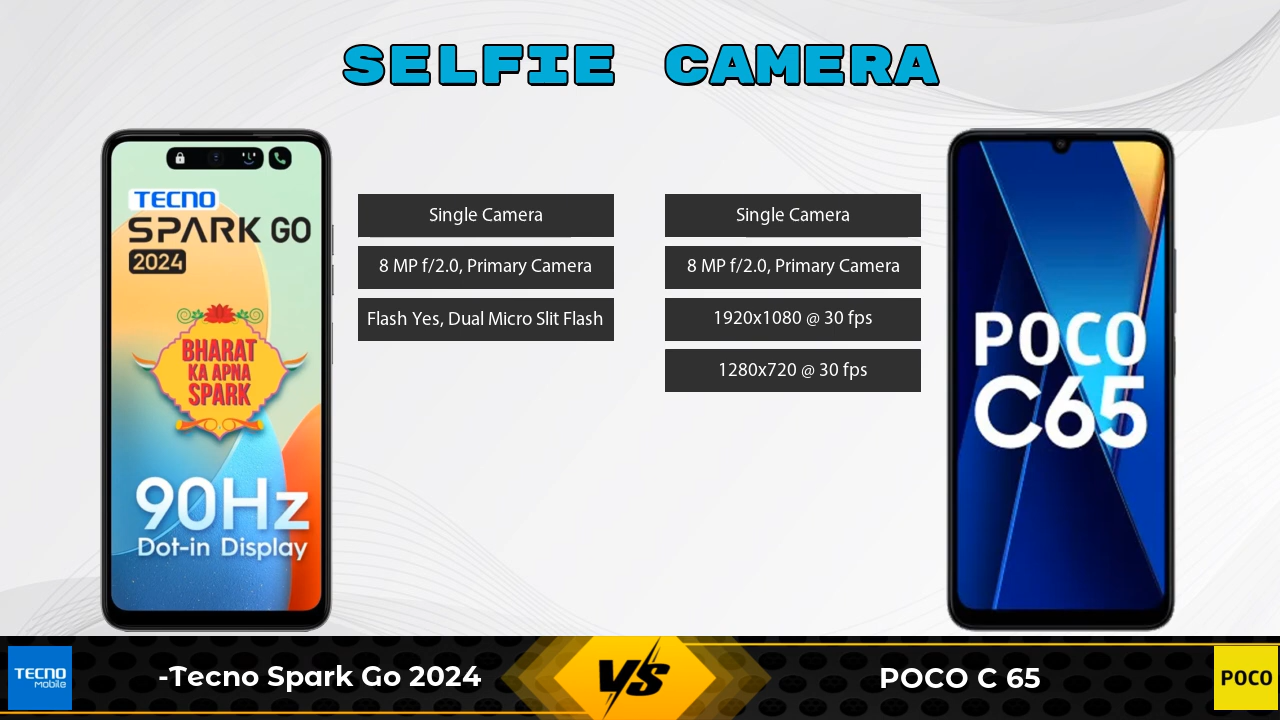 SELFIE CAMERA
TECNO
SPARK GO
2024
BHARAT
KA APNA
SPARK
90Hz
Dot-in Display
Single Camera
8 MP f/2.0, Primary Camera
Flash Yes, Dual Micro Slit Flash
Single Camera
8 MP f/2.0, Primary Camera
1920x1080 @ 30 fps
1280x720 @ 30 fps
POCO
C65
TECNO
mobile
-Tecno Spark Go 2024
VS
POCO C 65
POCO